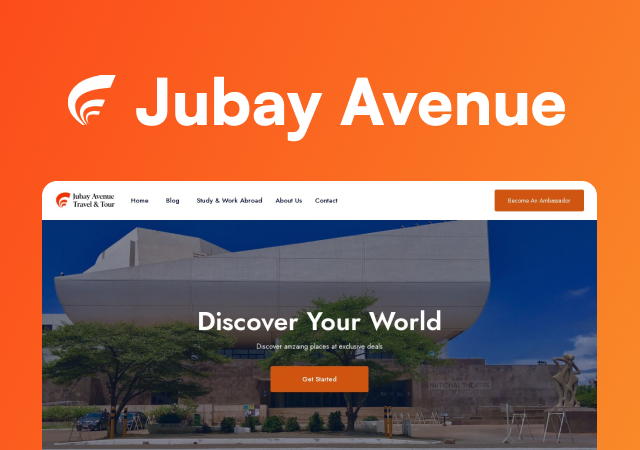 Jubay Avenue
Jubay Avenue
Travel & Tour
Home Blog Study & Work Abroad About Us Contact
Become An Ambassador
Discover Your World
Discover amzaing places at exclusive deals
Get Started
NATIONAL THEATRE